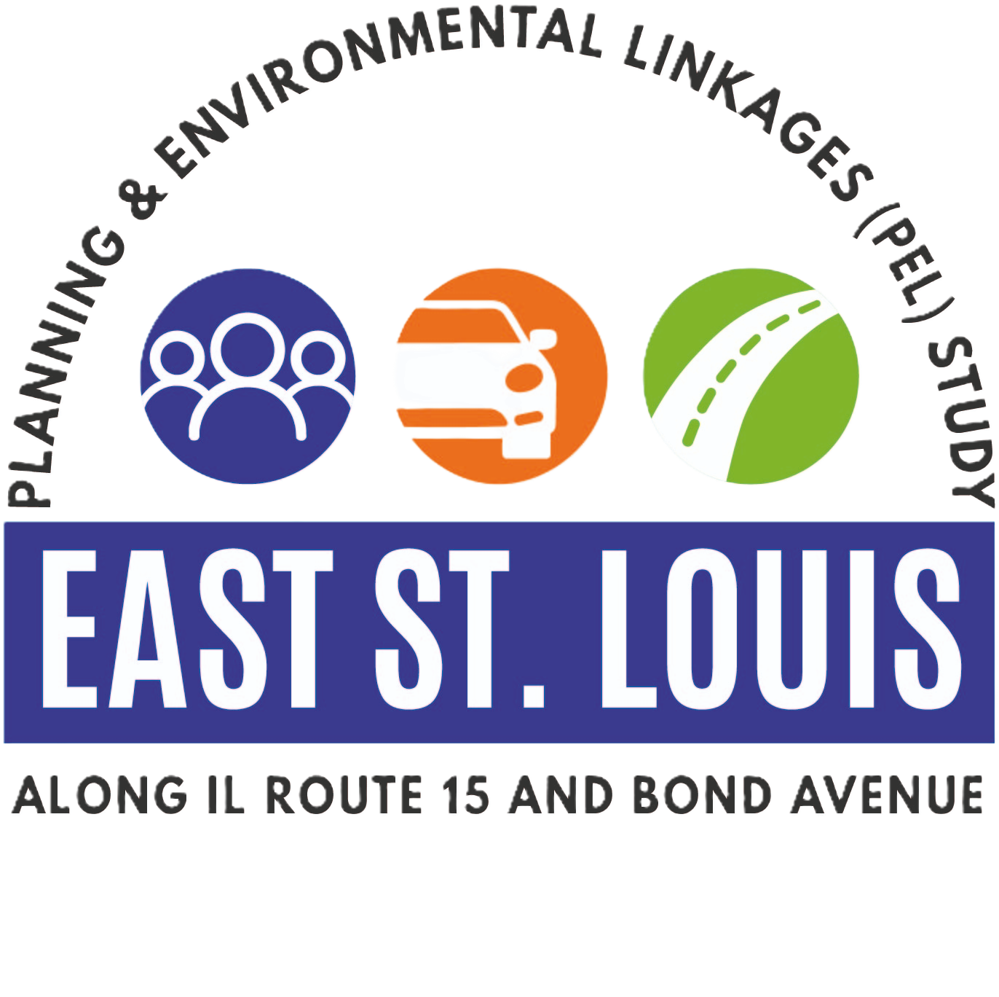 PLANNING & ENVIRONMENTAL LINKAGES (PEL) STUDY
EAST ST. LOUIS
ALONG IL ROUTE 15 AND BOND AVENUE